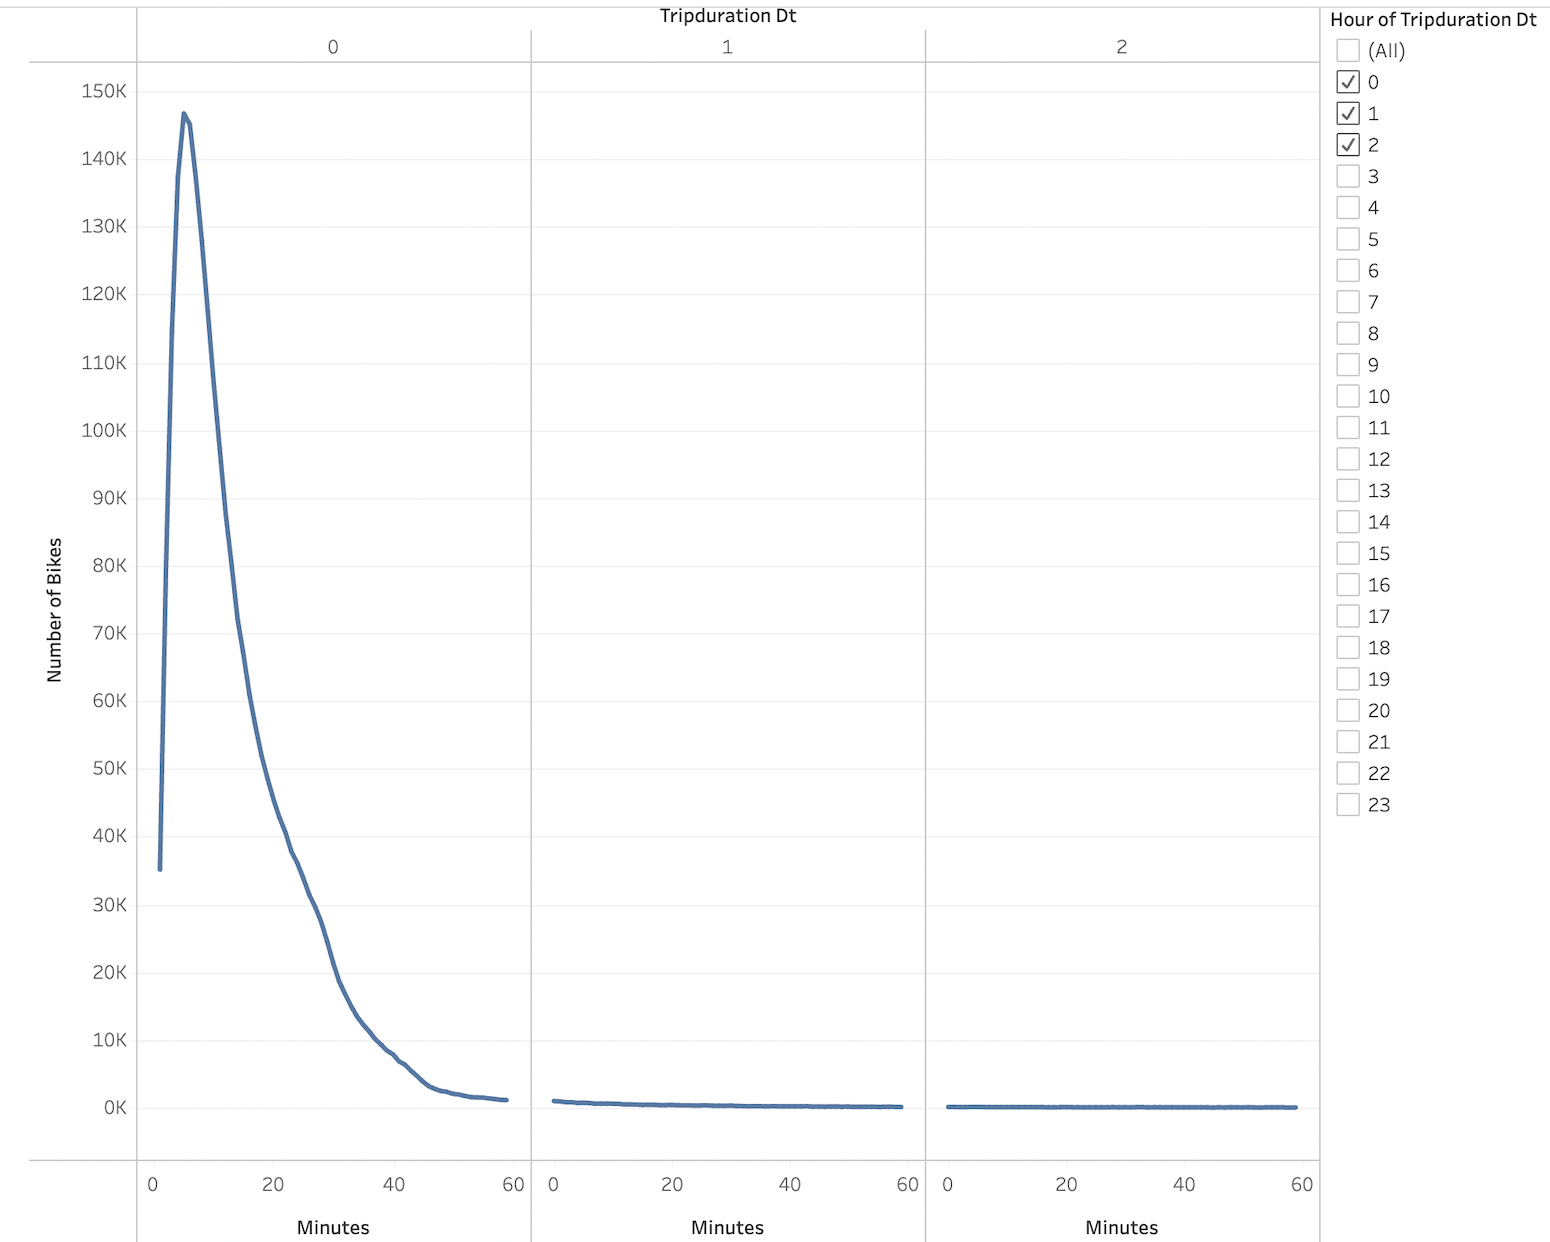 Tripduration Dt
0 1 2
150K
140K
130K
120K
110K
100K
90K
80K
70K
60K
50K
40K
30K
20K
10K
0K
Number of Bikes
0 20 40 60 0 20 40 60 0 20 40 60
Minutes Minutes Minutes
Hour of Tripduration Dt
(All)
0
1
2
3
4
5
6
7
8
9
10
11
12
13
14
15
16
17
18
19
20
21
22
23